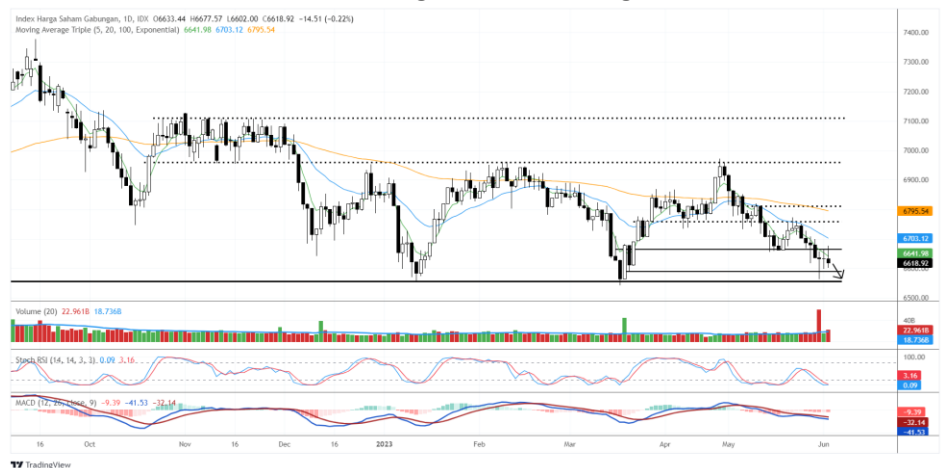 Index Harga Saham Gabungan, 1D, IDX O6633.44 H6677.57 L6602.00 C6618.92 −14.51 (−0.22%)
Moving Average Triple (5, 20, 100, Exponential) 6641.98 6703.12 6795.54
7400.00
7300.00
7200.00
7100.00
7000.00
6900.00
6795.54
6703.12
6641.98
6618.92
6600.00
6500.00
Volume (20) 22.961B 18.736B
40B
22.961B
18.736B
Stoch RSI (14, 14, 3, 3) 0.09 3.16
100.00
3.16
0.09
MACD (12, 26, close, 9) −9.39 −41.53 −32.14
−9.39
−32.14
−41.53
16 Oct Nov 16 Dec 16 2023 Feb Mar Apr May Jun
TradingView